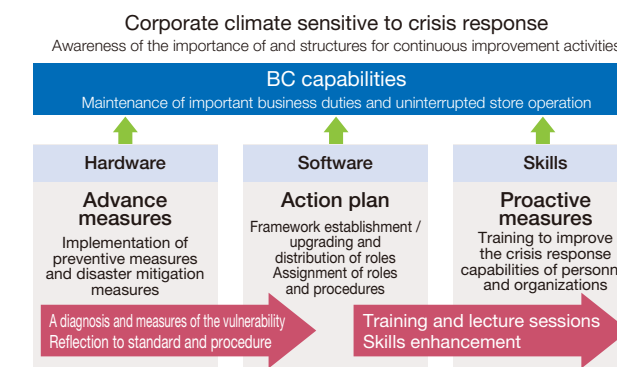 Corporate climate sensitive to crisis response
Awareness of the importance of and structures for continuous improvement activities
BC capabilities
Maintenance of important business duties and uninterrupted store operation
Hardware
Advance
measures
Implementation of
preventive measures
and disaster mitigation
measures
Software
Action plan
Framework establishment /
upgrading and
distribution of roles
Assignment of roles
and procedures
Skills
Proactive
measures
Training to improve
the crisis response
capabilities of personn
and organizations
A diagnosis and measures of the vulnerability
Reflection to standard and procedure
Training and lecture sessions
Skills enhancement